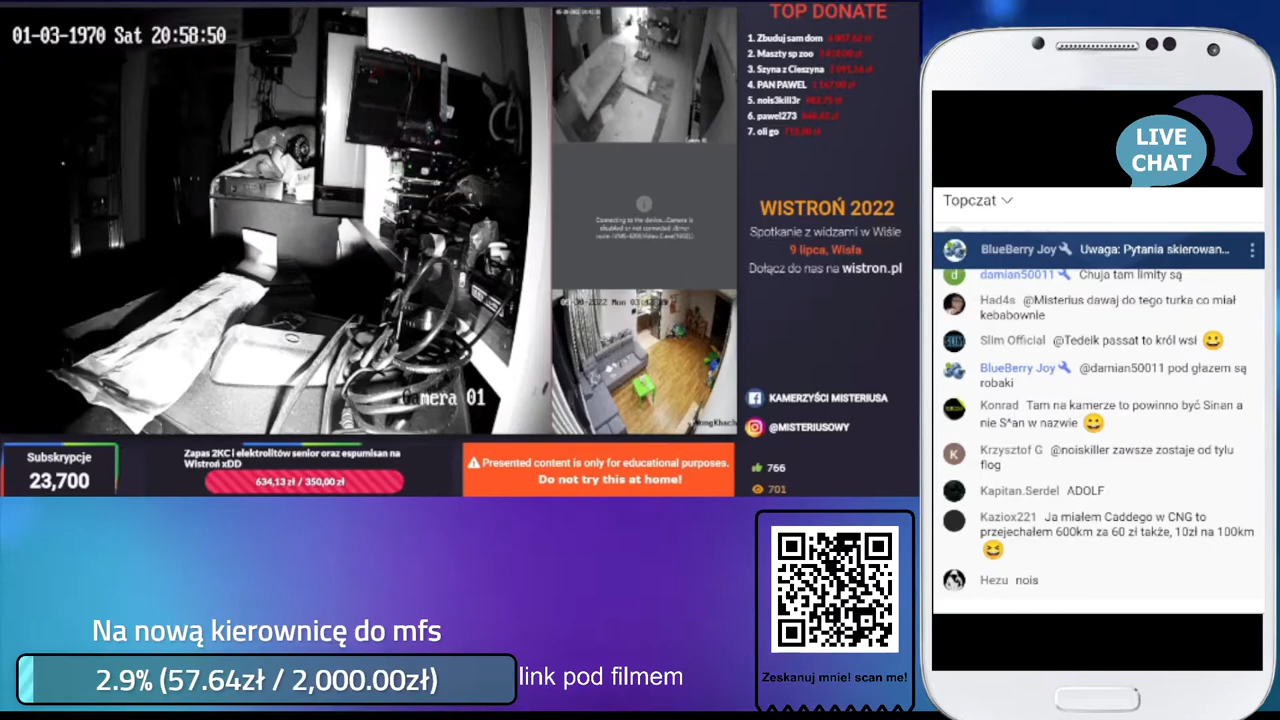 01-03-1970 Sat 20:58:50
Camera 01
TOP DONATE
1. Zbuduj sam dom
2. Maszty sp zoo
3. Szyna z Cieszyna
4. PAN PAWEL
5. nois3kill3r
6. pawel273
7. oli go
WISTROŃ 2022
Spotkanie z widzami w Wiśle
9 lipca, Wisła
Dołącz do nas na wistron.pl
KAMERZYŚCI MISTERIUSA
@MISTERIUSOWY
766
701
Subskrypcje
23,700
Zapas 2KC i elektrolitów senior oraz espumisan na
Wistroń xDD
634,13 zł / 350,00 zł
Presented content is only for educational purposes.
Do not try this at home!
Na nową kierownicę do mfs
2.9% (57.64zł / 2,000.00zł)
link pod filmem
Zeskanuj mnie! scan me!
LIVE
CHAT
Topczat
BlueBerry Joy Uwaga: Pytania skierowan...
d damian50011 Chuja tam limity są
Had4s @Misterius dawaj do tego turka co miał
kebabownie
Slim Official @Tedeik passat to król wsi
BlueBerry Joy @damian50011 pod głazem są
robaki
Konrad Tam na kamerze to powinno być Sinan a
nie S*an w nazwie
K Krzysztof G @noiskiller zawsze zostaje od tylu
flog
Kapitan.Serdel ADOLF
Kaziox221 Ja miałem Caddego w CNG to
przejechałem 600km za 60 zł także, 10zł na 100km
Hezu nois